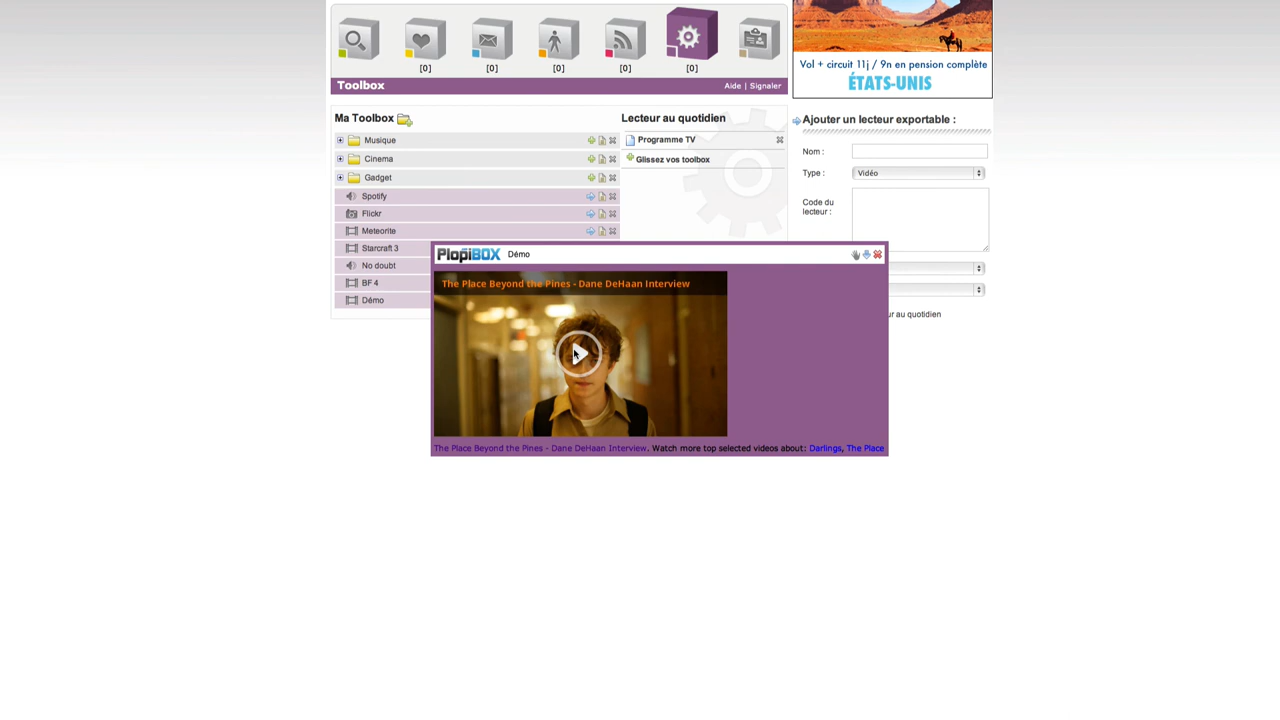 [0] [0] [0] [0] [0]
Toolbox
Aide | Signaler
Vol + circuit 11j / 9n en pension complète
ÉTATS-UNIS
Ma Toolbox
Musique
Cinema
Gadget
Spotify
Flickr
Meteorite
Starcraft 3
No doubt
BF 4
Démo
Lecteur au quotidien
Programme TV
Glissez vos toolbox
Ajouter un lecteur exportable :
Nom :
Type :
Vidéo
Code du
lecteur :
ur au quotidien
PlopiBOX
Démo
The Place Beyond the Pines - Dane DeHaan Interview
The Place Beyond the Pines - Dane DeHaan Interview. Watch more top selected videos about: Darlings, The Place